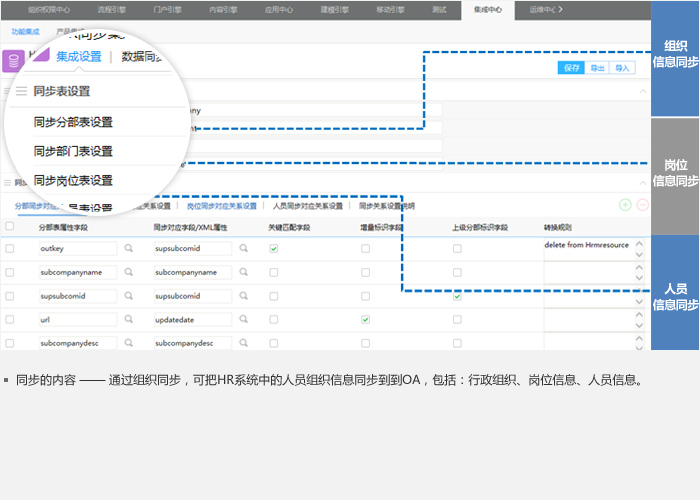 组织权限中心 流程引擎 门户引擎 内容引擎 应用中心 建模引擎 移动引擎 测试 集成中心 运维中心
功能集成
集成设置 | 数据同步
保存 导出 导入
同步表设置
同步分部表设置
同步部门表设置
同步岗位表设置
组织
信息同步
岗位
信息同步
人员
信息同步
分部同步对应关系设置 岗位同步对应关系设置 | 人员同步对应关系设置 | 同步关系设置说明
分部表属性字段 同步对应字段/XML属性 关键匹配字段 增量标识字段 上级分部标识字段 转换规则
outkey supsubcomid delete from Hrmresource
subcompanyname subcompanyname
supsubcomid supsubcomid
url updatedate
subcompanydesc subcompanydesc
同步的内容 —— 通过组织同步，可把HR系统中的人员组织信息同步到到OA，包括：行政组织、岗位信息、人员信息。